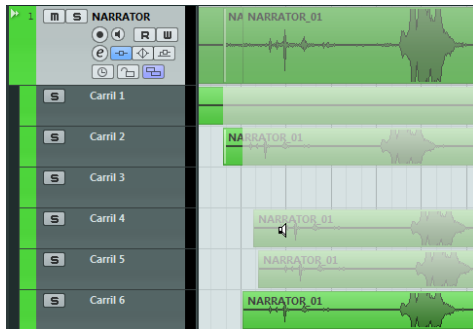 1 m S NARRATOR NA NARRATOR_01
R W
e
S Carril 1
S Carril 2 NARRATOR_01
S Carril 3
S Carril 4 NARRATOR_01
S Carril 5 NARRATOR_01
S Carril 6 NARRATOR_01